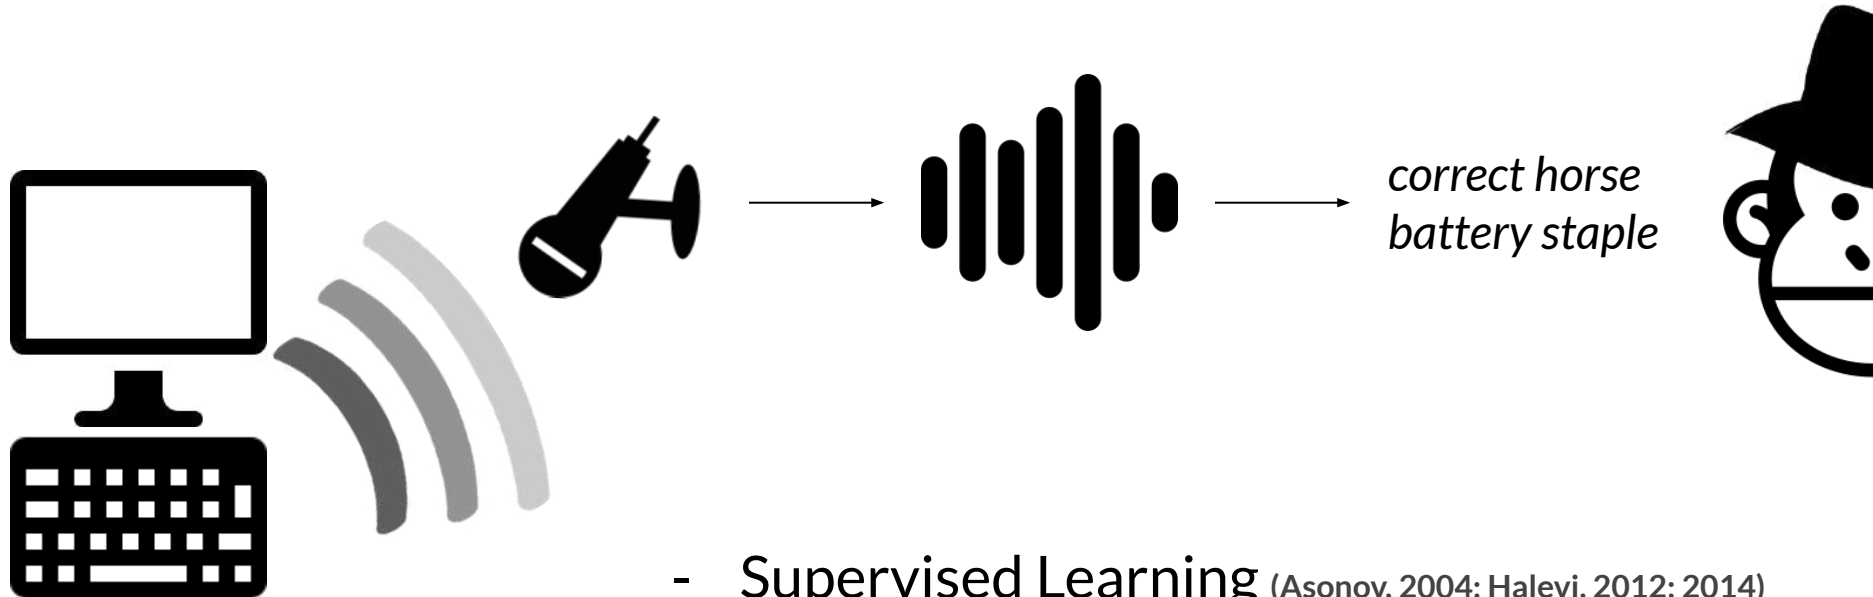 correct horse
battery staple
- Supervised Learning (Asonov, 2004; Halevi, 2012; 2014)